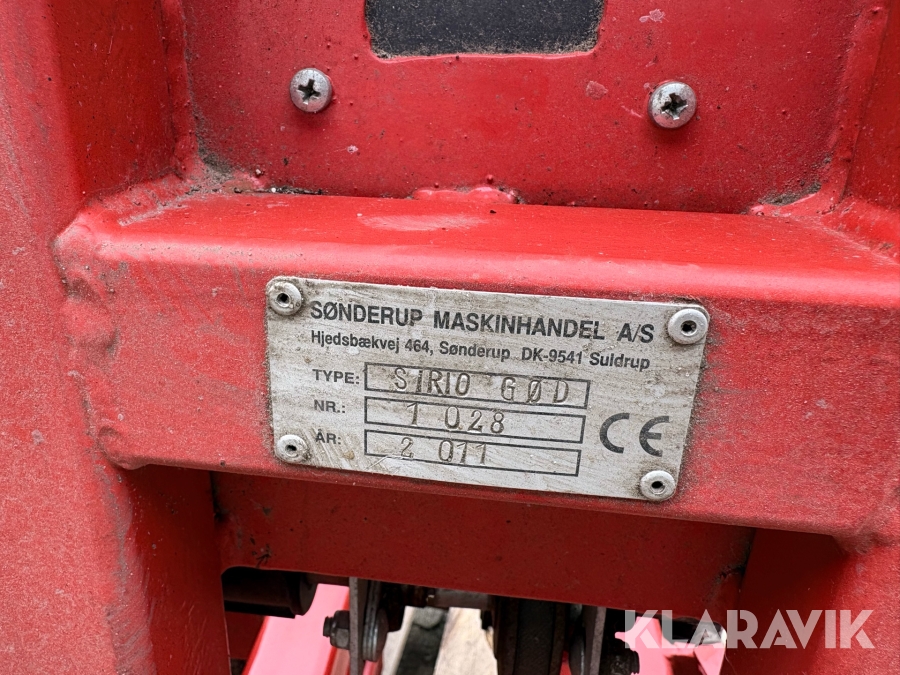 SØNDERUP MASKINHANDEL A/S
Hjedsbækvej 464, Sønderup DK-9541 Suldrup
TYPE: SIRIO GØD
NR.: 1 028
ÅR: 2 011
CE
KLARAVIK